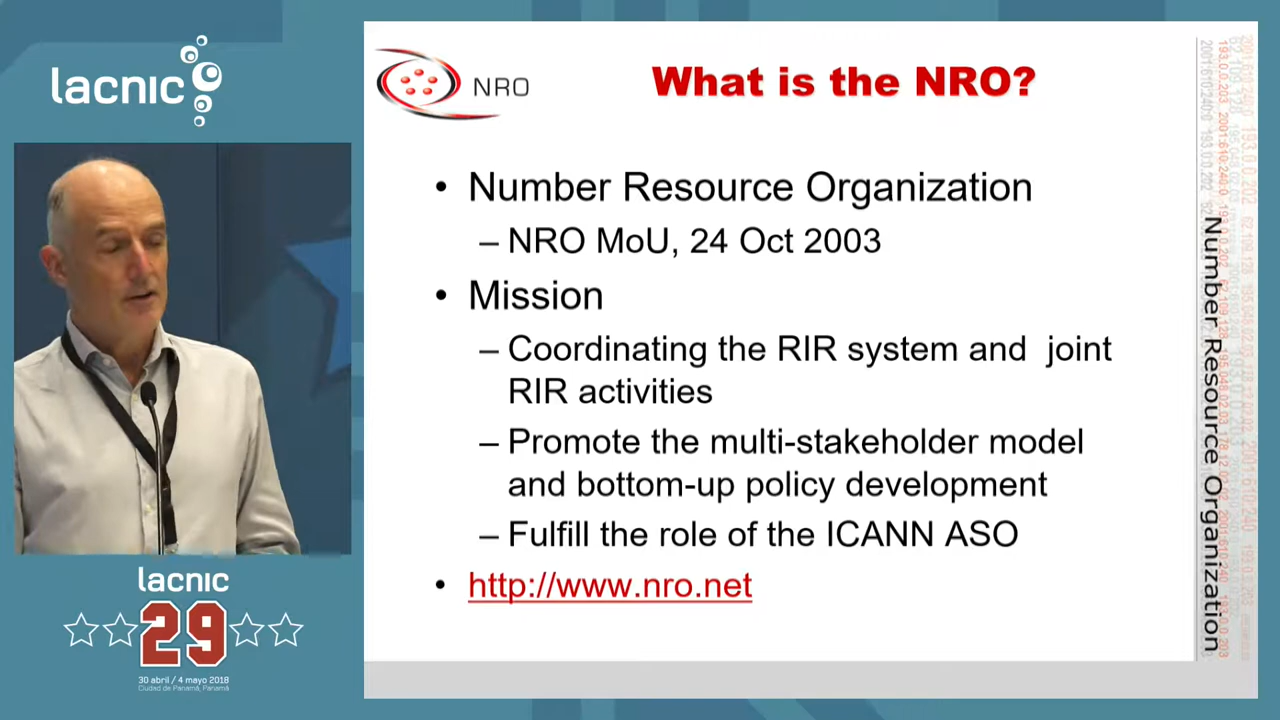 lacnic
NRO
What is the NRO?
• Number Resource Organization
– NRO MoU, 24 Oct 2003
• Mission
– Coordinating the RIR system and joint
RIR activities
– Promote the multi-stakeholder model
and bottom-up policy development
– Fulfill the role of the ICANN ASO
• http://www.nro.net
Number Resource Organization
lacnic
29
30 abril / 4 mayo 2018
Ciudad de Panamá, Panamá